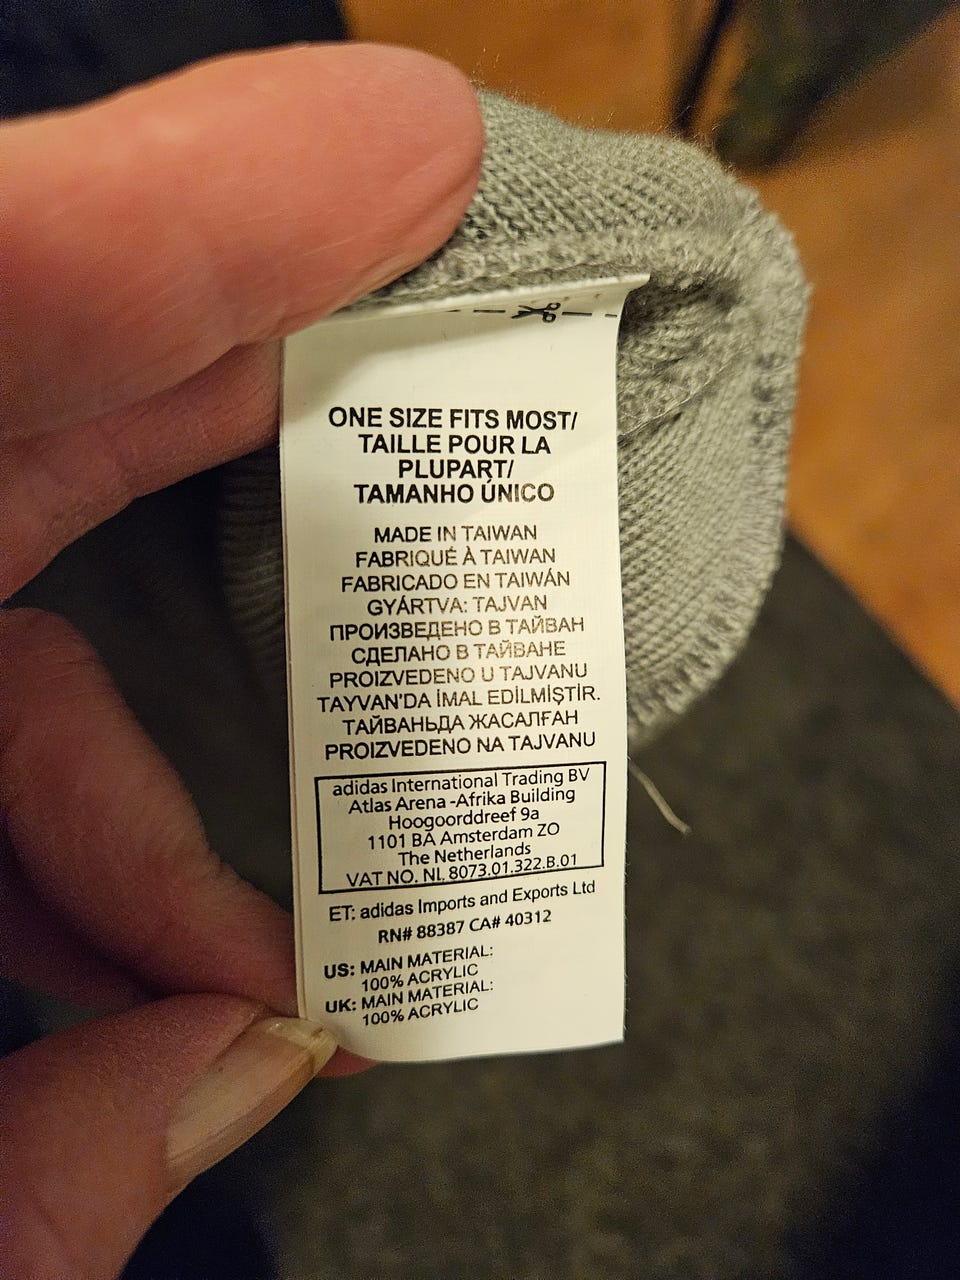 ONE SIZE FITS MOST/
TAILLE POUR LA
PLUPART/
TAMANHO ÚNICO
MADE IN TAIWAN
FABRIQUÉ À TAIWAN
FABRICADO EN TAIWÁN
GYÁRTVA: TAJVAN
ПРОИЗВЕДЕНО В ТАЙВАН
СДЕЛАНО В ТАЙВАНЕ
PROIZVEDENO U TAJVANU
TAYVAN'DA İMAL EDİLMİŞTİR.
ТАЙВАНЬДА ЖАСАЛҒАН
PROIZVEDENO NA TAJVANU
adidas International Trading BV
Atlas Arena -Afrika Building
Hoogoorddreef 9a
1101 BA Amsterdam ZO
The Netherlands
VAT NO. NL 8073.01.322.B.01
ET: adidas Imports and Exports Ltd
RN# 88387 CA# 40312
US: MAIN MATERIAL:
100% ACRYLIC
UK: MAIN MATERIAL:
100% ACRYLIC